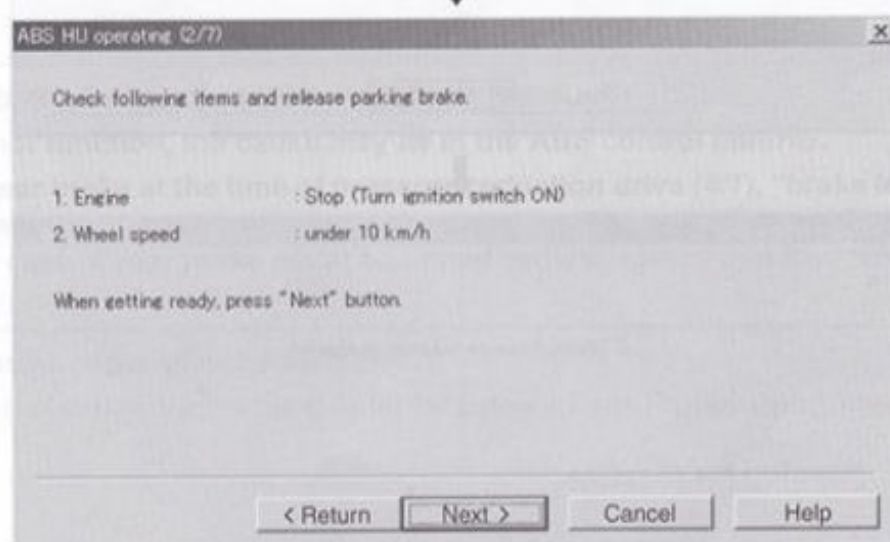 ABS HU operating (2/7)
Check following items and release parking brake.
1. Engine : Stop (Turn ignition switch ON)
2. Wheel speed : under 10 km/h
When getting ready, press "Next" button.
< Return Next > Cancel Help